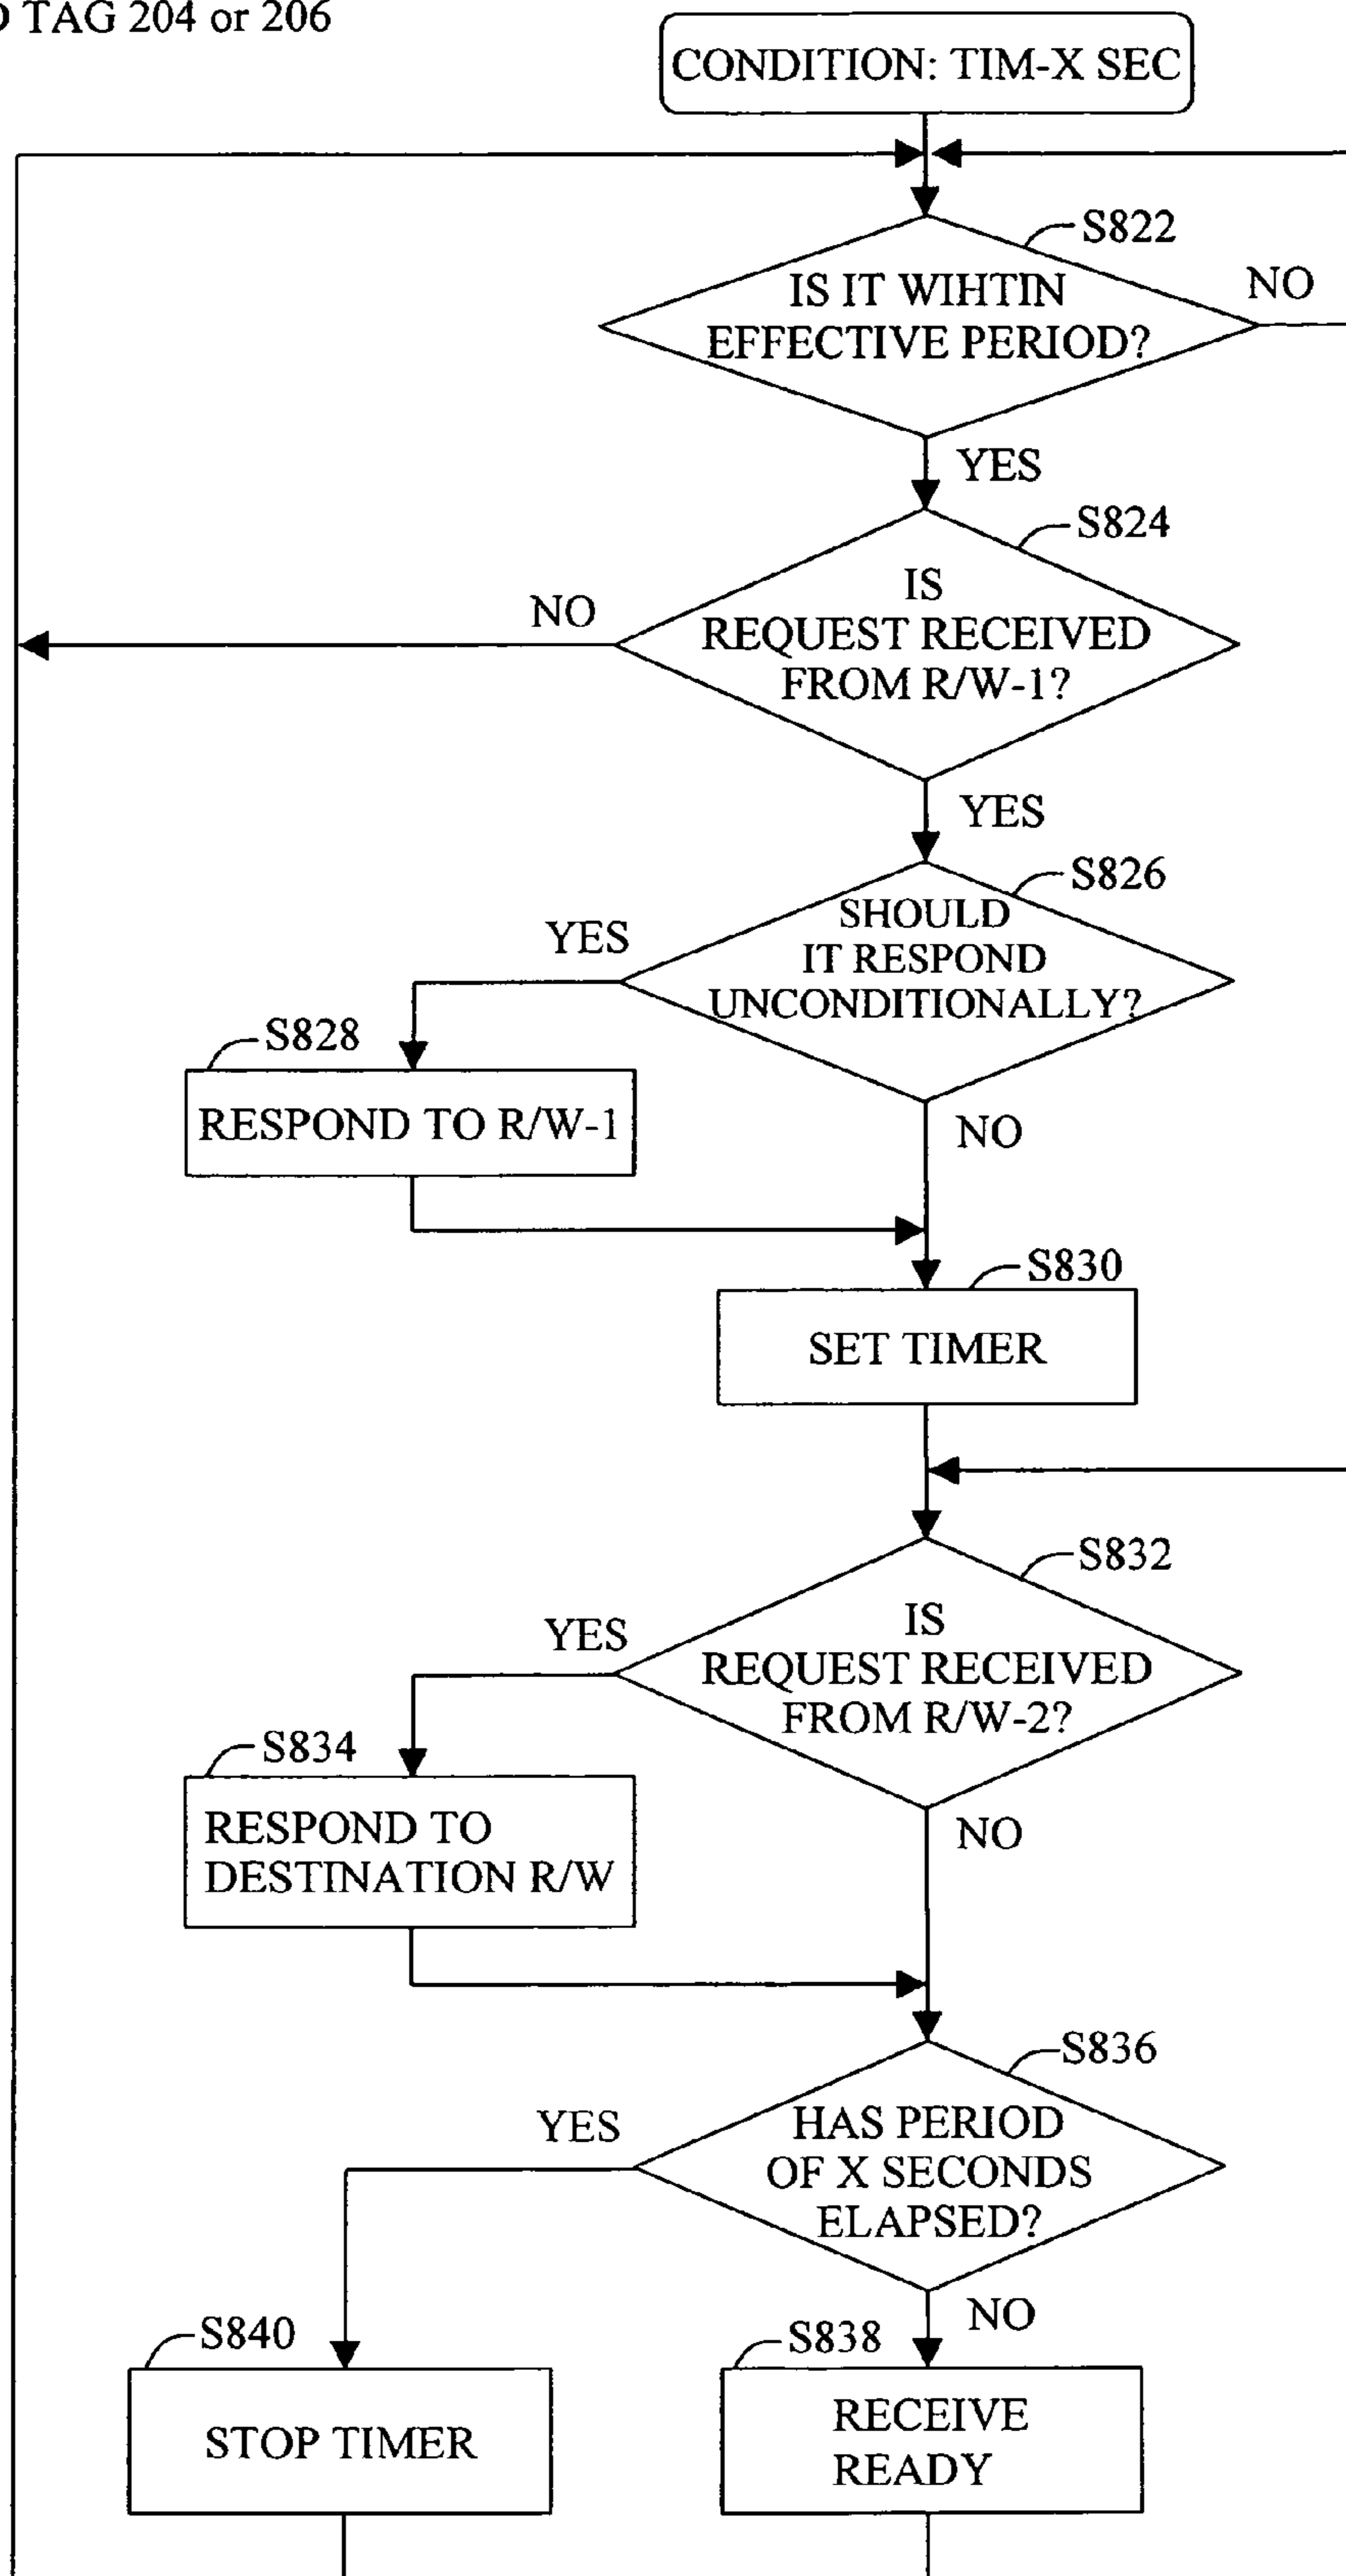 TAG 204 or 206
CONDITION: TIM-X SEC
S822
IS IT WIHTIN
EFFECTIVE PERIOD?
NO
YES
S824
IS
REQUEST RECEIVED
FROM R/W-1?
NO
YES
S826
SHOULD
IT RESPOND
UNCONDITIONALLY?
YES
S828
RESPOND TO R/W-1
NO
S830
SET TIMER
S832
IS
REQUEST RECEIVED
FROM R/W-2?
YES
S834
RESPOND TO
DESTINATION R/W
NO
S836
HAS PERIOD
OF X SECONDS
ELAPSED?
YES
NO
S840
STOP TIMER
S838
RECEIVE
READY